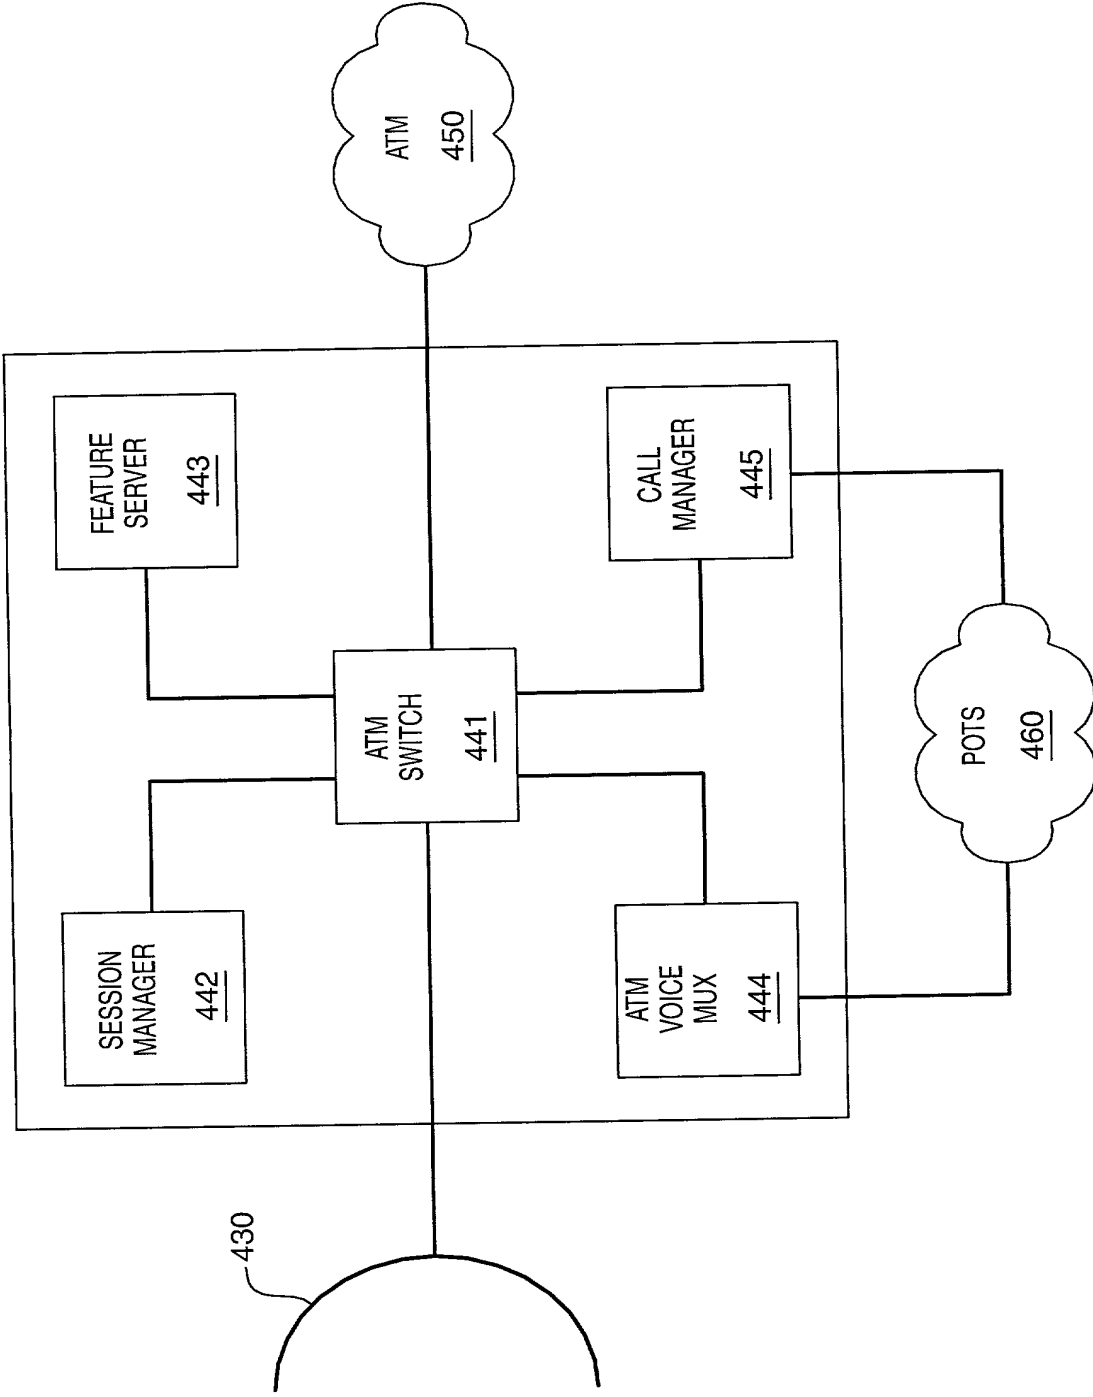 SESSION
MANAGER
442
FEATURE
SERVER
443
430
ATM
SWITCH
441
ATM
450
ATM
VOICE
MUX
444
CALL
MANAGER
445
POTS
460